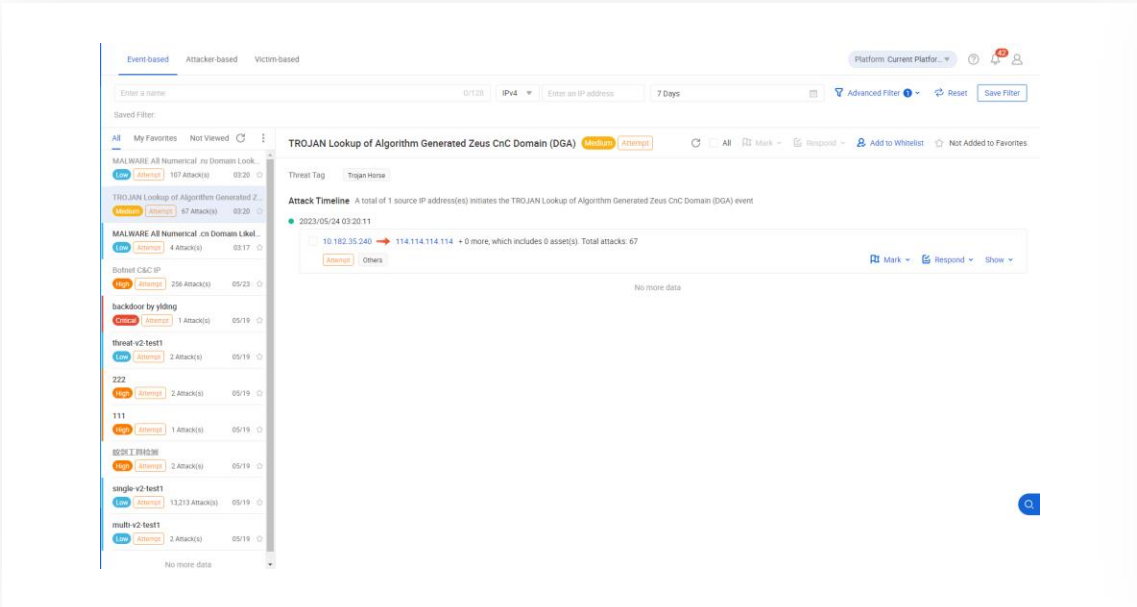 Event-based Attacker-based Victim-based Platform Current Platfor...
42
Enter a name 0/128 IPv4 Enter an IP address 7 Days Advanced Filter 1 Reset Save Filter
Saved Filter:
All My Favorites Not Viewed
MALWARE All Numerical .ru Domain Look...
Low Attempt 107 Attack(s) 03:20
TROJAN Lookup of Algorithm Generated Z...
Medium Attempt 67 Attack(s) 03:20
MALWARE All Numerical .cn Domain Likel...
Low Attempt 4 Attack(s) 03:17
Botnet C&C IP
High Attempt 256 Attack(s) 05/23
backdoor by yiding
Critical Attempt 1 Attack(s) 05/19
threat-v2-test1
Low Attempt 2 Attack(s) 05/19
222
High Attempt 2 Attack(s) 05/19
111
High Attempt 1 Attack(s) 05/19
High Attempt 2 Attack(s) 05/19
single-v2-test1
Low Attempt 13,213 Attack(s) 05/19
multi-v2-test1
Low Attempt 2 Attack(s) 05/19
No more data
TROJAN Lookup of Algorithm Generated Zeus CnC Domain (DGA) Medium Attempt All Mark Respond Add to Whitelist Not Added to Favorites
Threat Tag Trojan Horse
Attack Timeline A total of 1 source IP address(es) initiates the TROJAN Lookup of Algorithm Generated Zeus CnC Domain (DGA) event
2023/05/24 03:20:11
10.182.35.240 114.114.114.114 + 0 more, which includes 0 asset(s). Total attacks: 67
Attempt Others Mark Respond Show
No more data